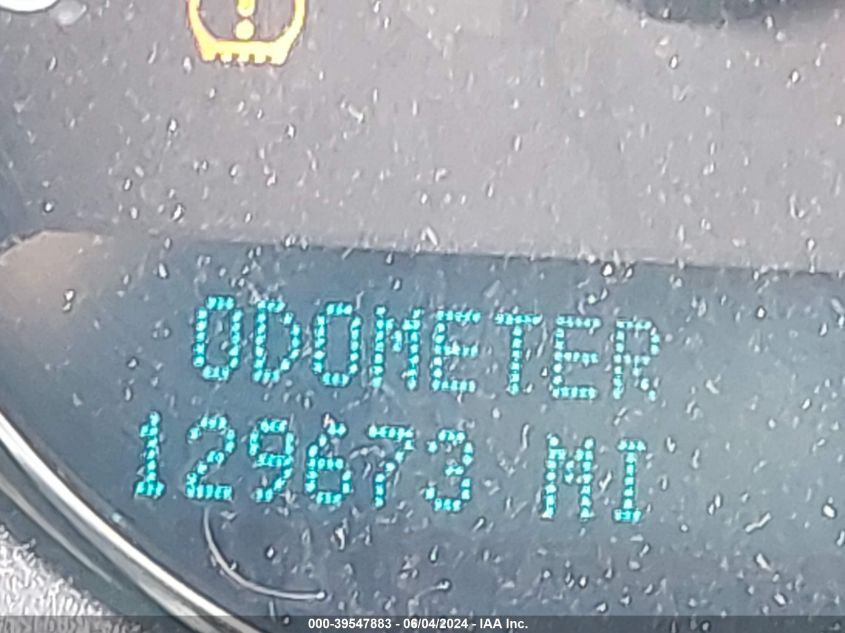 ODOMETER
129673 MI
000-39547883 - 06/04/2024 - IAA Inc.